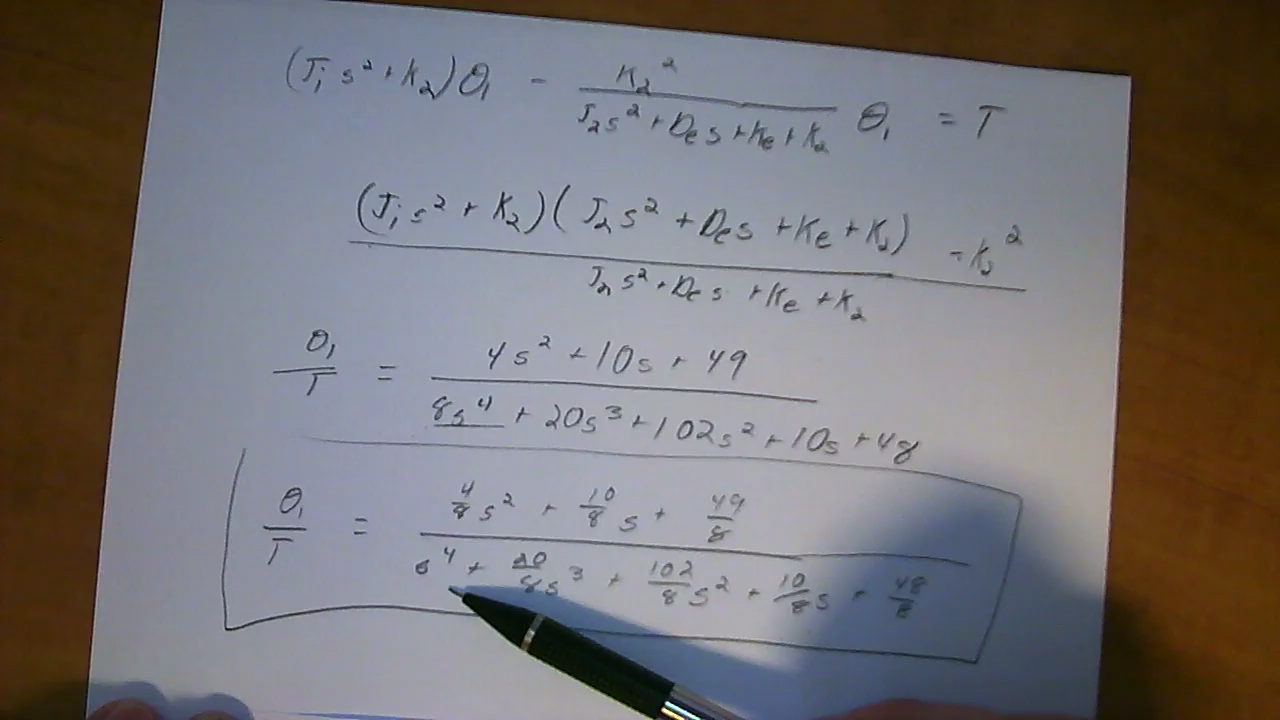 (J₁s² + K₂)θ₁ - K₂² / (J₂s² + Dₑs + Kₑ + K₂) θ₁ = T
((J₁s² + K₂)(J₂s² + Dₑs + Kₑ + K₂) - K₂²) / (J₂s² + Dₑs + Kₑ + K₂)
θ₁/T = (4s² + 10s + 49) / (8s⁴ + 20s³ + 102s² + 10s + 48)
θ₁/T = (4/8 s² + 10/8 s + 49/8) / (s⁴ + 20/8 s³ + 102/8 s² + 10/8 s + 48/8)